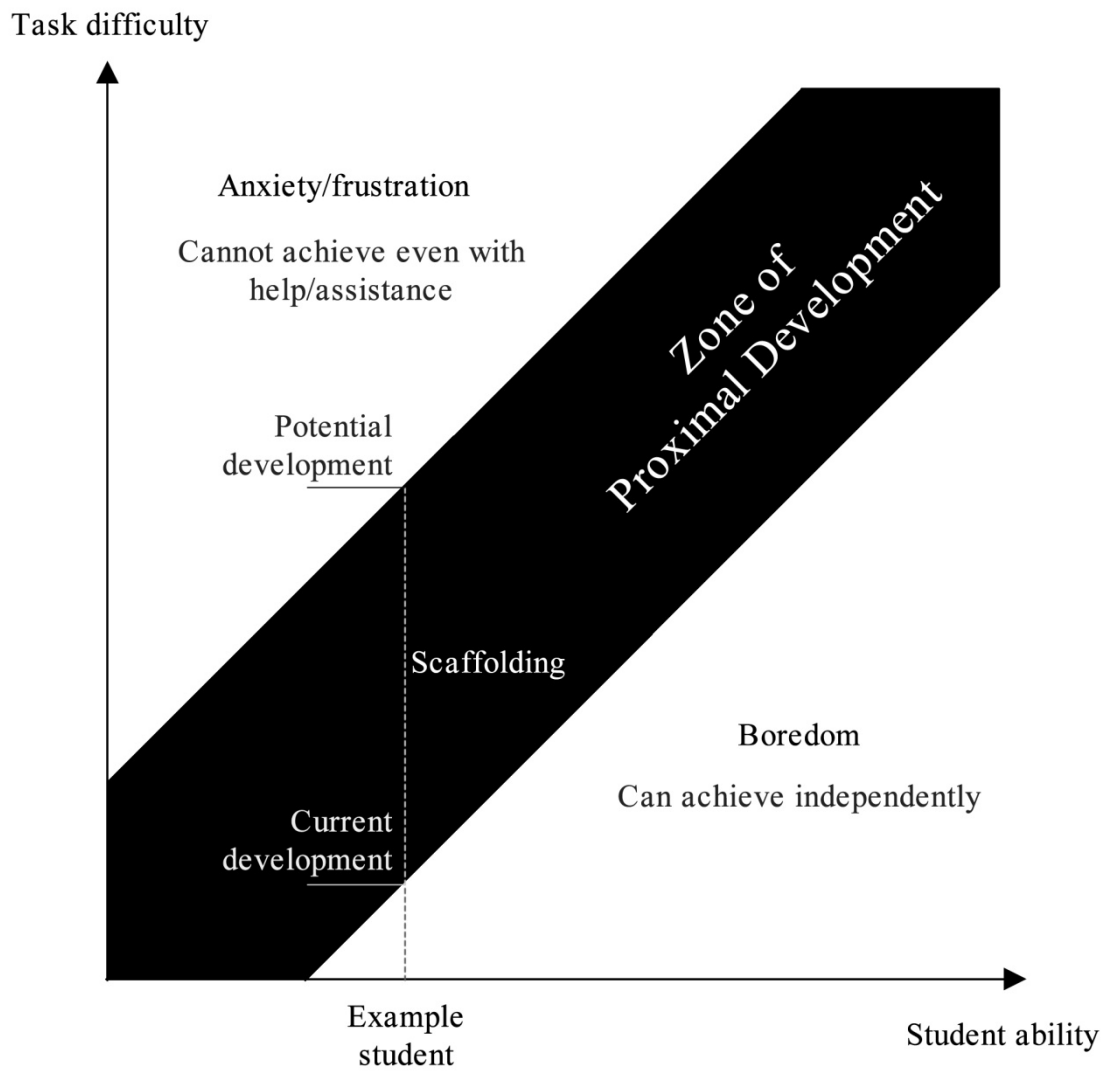 Task difficulty
Anxiety/frustration
Cannot achieve even with
help/assistance
Zone of
Proximal Development
Potential
development
Scaffolding
Boredom
Can achieve independently
Current
development
Example
student
Student ability